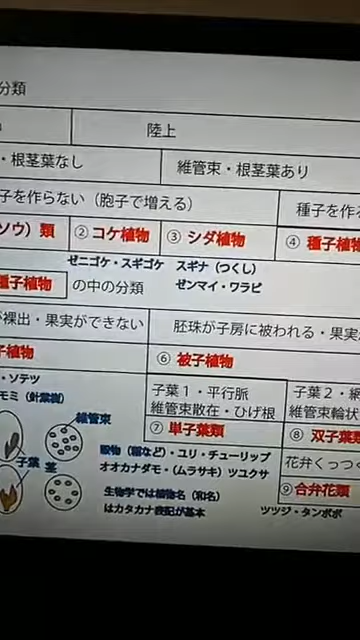 分類
陸上
・根茎葉なし
維管束・根茎葉あり
子を作らない（胞子で増える）
種子を作る
ソウ）類
② コケ植物
③ シダ植物
④ 種子植物
ゼニゴケ・スギゴケ
スギナ（つくし）
ゼンマイ・ワラビ
種子植物 の中の分類
が裸出・果実ができない
胚珠が子房に被われる・果実
子植物
⑥ 被子植物
・ソテツ
モミ（針葉樹）
子葉１・平行脈
維管束散在・ひげ根
子葉２・網
維管束輪状
⑦ 単子葉類
⑧ 双子葉類
維管束
子葉 茎
穀物（稲など）・ユリ・チューリップ
オオカナダモ・（ムラサキ）ツユクサ
花弁くっつく
生物学では植物名（和名）
はカタカナ表記が基本
⑨ 合弁花類
ツツジ・タンポポ